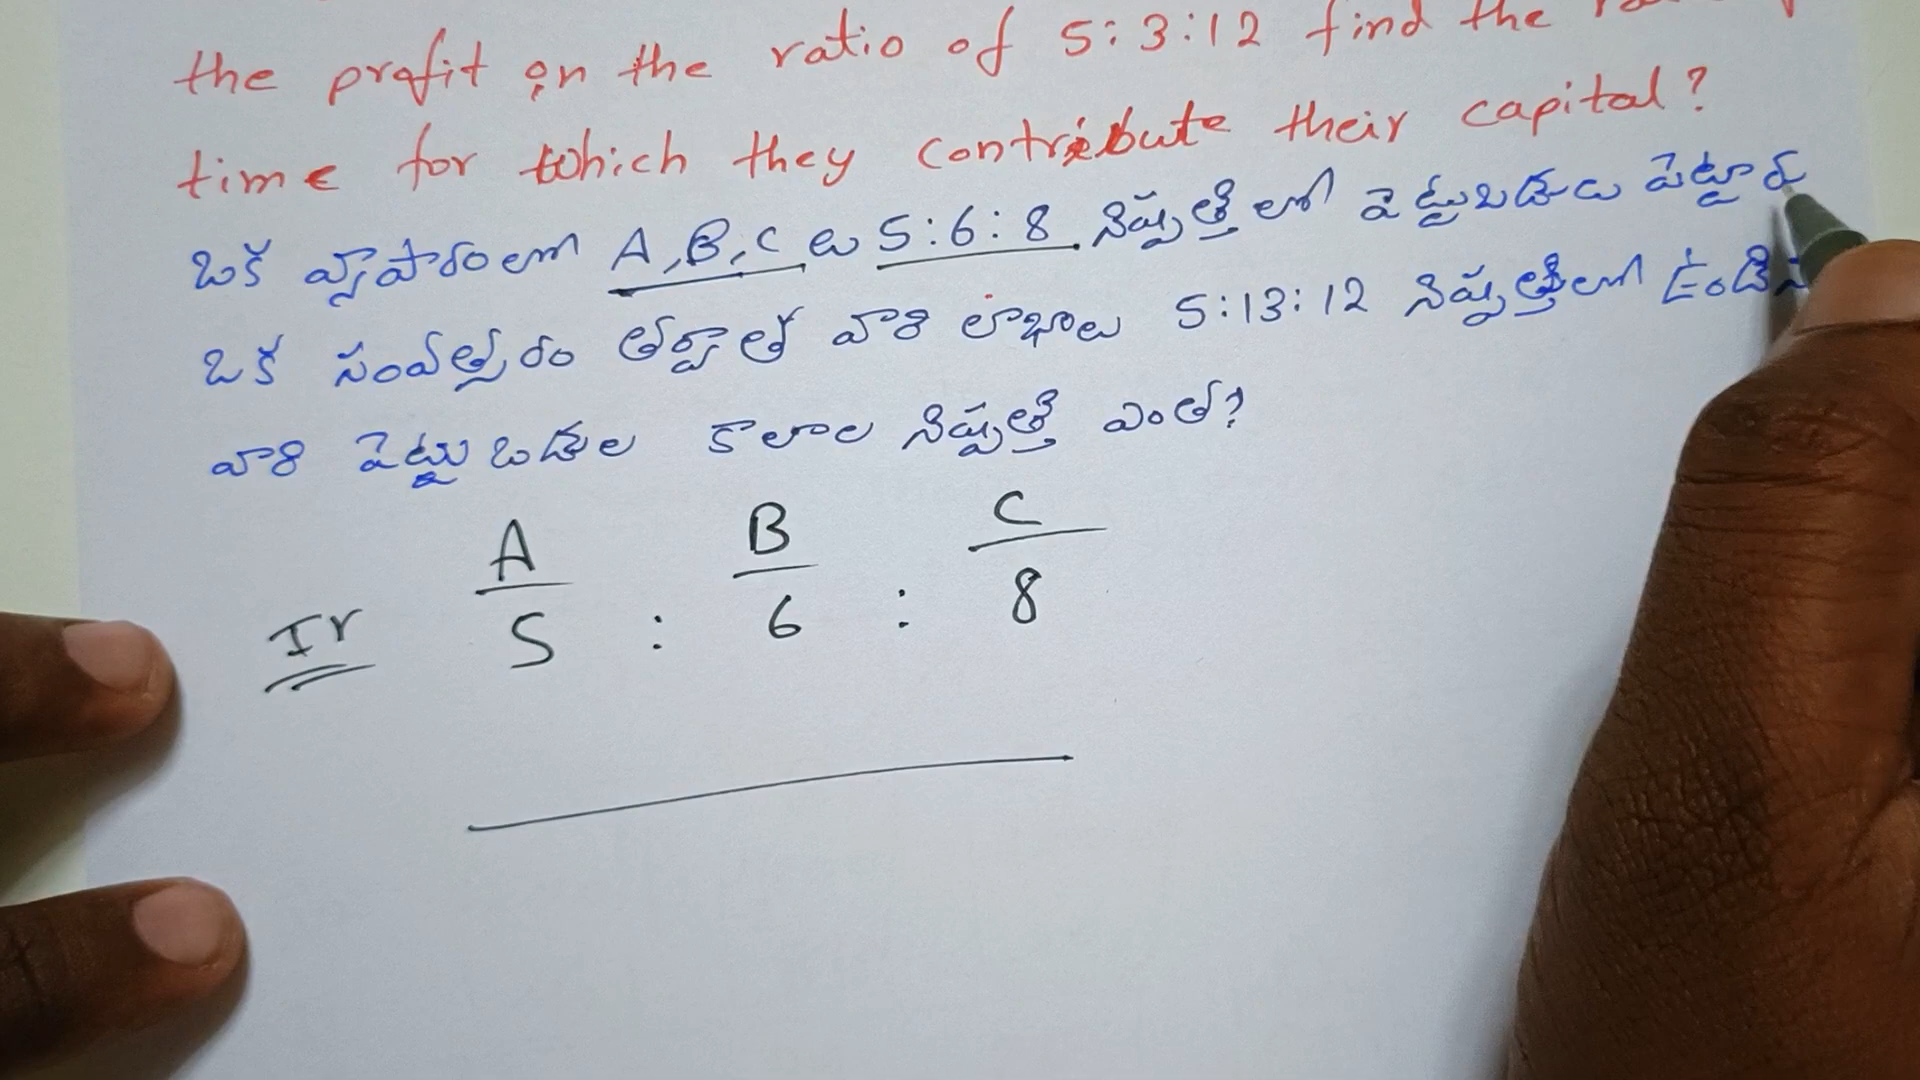 the profit in the ratio of 5:3:12 find the
time for which they contribute their capital?
ఒక వ్యాపారంలో A,B,C లు 5:6:8 నిష్పత్తిలో పెట్టుబడులు పెట్టారు
ఒక సంవత్సరం తర్వాత వారి లాభాలు 5:13:12 నిష్పత్తిలో ఉండిన
వారి పెట్టుబడుల కాలాల నిష్పత్తి ఎంత?
A B C
Ir 5 : 6 : 8